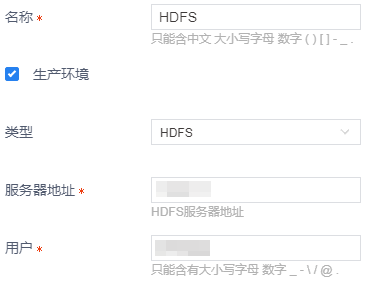 名称 *
HDFS
只能含中文 大小写字母 数字 ( ) [ ] - _ .
生产环境
类型
HDFS
服务器地址 *
HDFS服务器地址
用户 *
只能含有大小写字母 数字 _ - \ / @ .